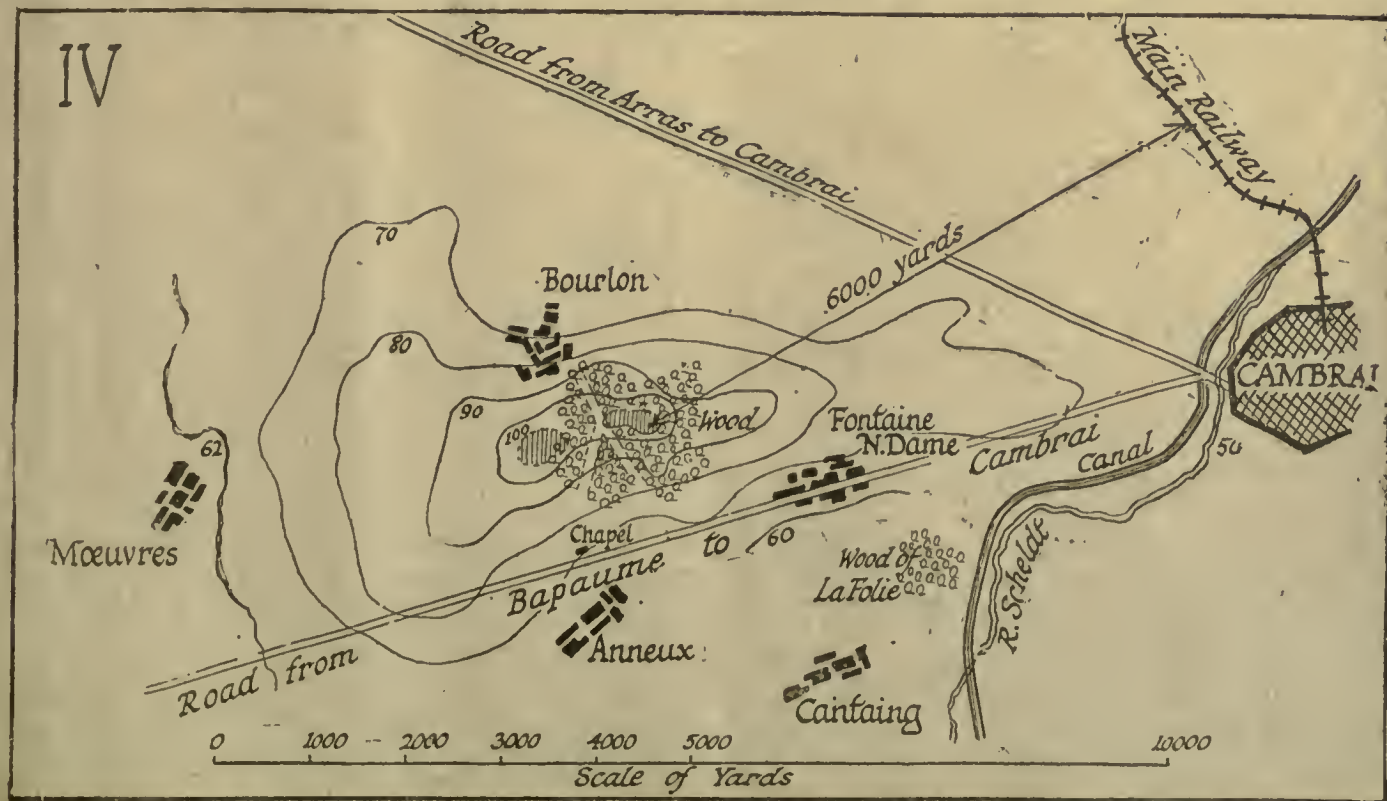 IV
Road from Arras to Cambrai
Main Railway
6000 yards
70
Bourlon
80
90
100
Wood
62
Mœuvres
Fontaine
N. Dame
CAMBRAI
Cambrai
Canal
50
Chapel
60
Road from Bapaume to
Wood of
La Folie
R. Scheldt
Anneux
Cantaing
0 1000 2000 3000 4000 5000 10000
Scale of Yards